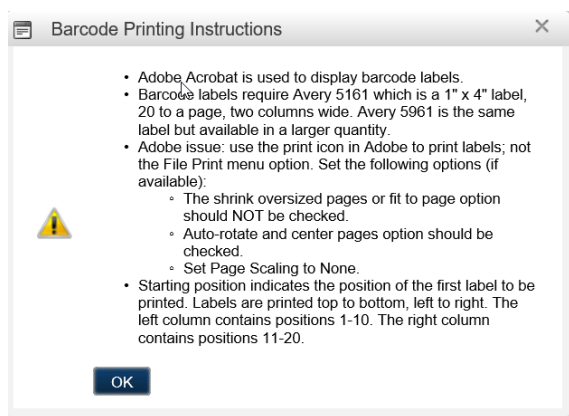 Barcode Printing Instructions
• Adobe Acrobat is used to display barcode labels.
• Barcode labels require Avery 5161 which is a 1" x 4" label,
20 to a page, two columns wide. Avery 5961 is the same
label but available in a larger quantity.
• Adobe issue: use the print icon in Adobe to print labels; not
the File Print menu option. Set the following options (if
available):
◦ The shrink oversized pages or fit to page option
should NOT be checked.
◦ Auto-rotate and center pages option should be
checked.
◦ Set Page Scaling to None.
• Starting position indicates the position of the first label to be
printed. Labels are printed top to bottom, left to right. The
left column contains positions 1-10. The right column
contains positions 11-20.
OK